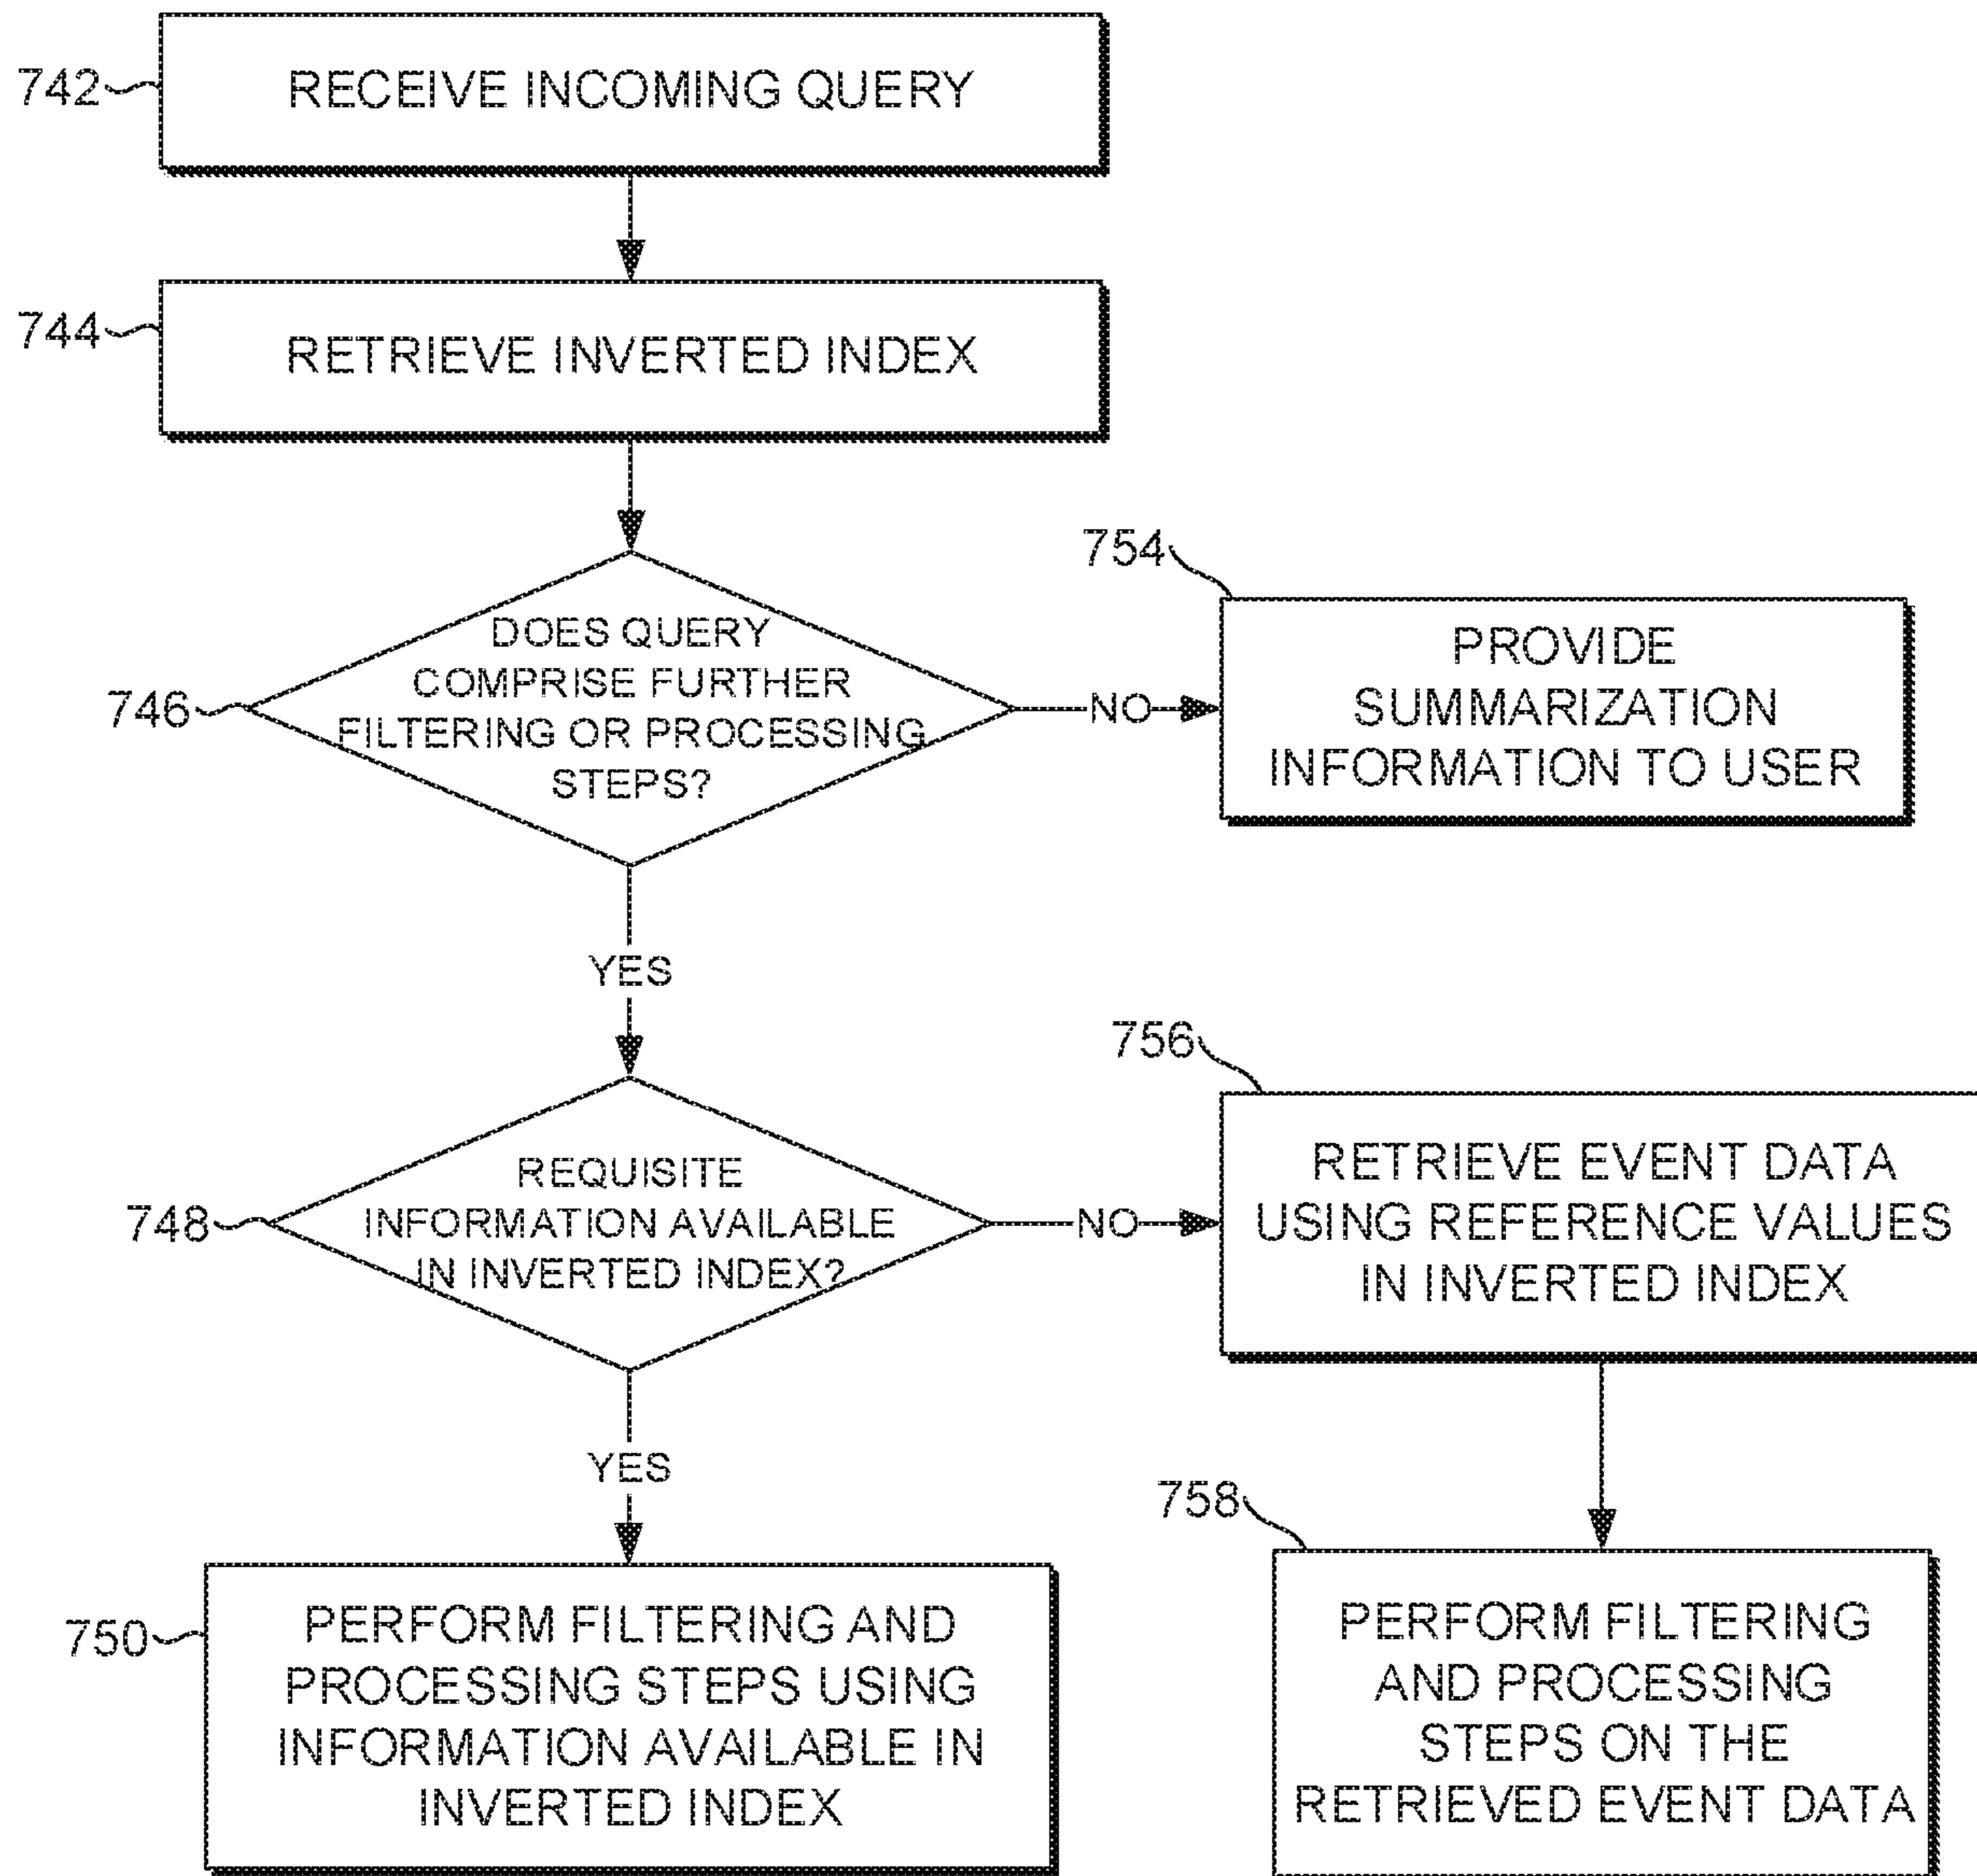 742
RECEIVE INCOMING QUERY
744
RETRIEVE INVERTED INDEX
746
DOES QUERY
COMPRISE FURTHER
FILTERING OR PROCESSING
STEPS?
NO
754
PROVIDE
SUMMARIZATION
INFORMATION TO USER
YES
748
REQUISITE
INFORMATION AVAILABLE
IN INVERTED INDEX?
NO
756
RETRIEVE EVENT DATA
USING REFERENCE VALUES
IN INVERTED INDEX
YES
750
PERFORM FILTERING AND
PROCESSING STEPS USING
INFORMATION AVAILABLE IN
INVERTED INDEX
758
PERFORM FILTERING
AND PROCESSING
STEPS ON THE
RETRIEVED EVENT DATA